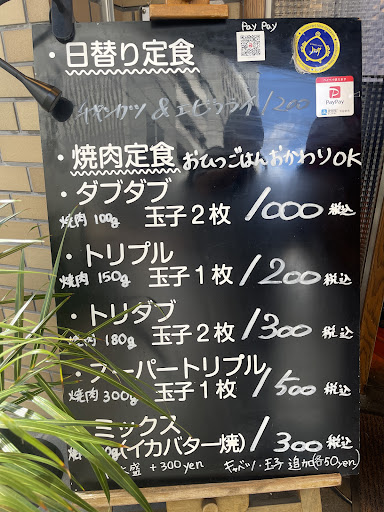 Pay Pay
・日替り定食
チキンカツ & エビフライ 1200
PayPay
・焼肉定食 おひつごはんおかわりOK
・ダブダブ
焼肉 100g 玉子2枚 1000 税込
・トリプル
焼肉 150g 玉子1枚 1200 税込
・トリダブ
焼肉 180g 玉子2枚 1300 税込
スーパートリプル
焼肉 300g 玉子1枚 1500 税込
ミックス
(イカバター焼) 1300 税込
盛 +300yen キャベツ・玉子 追加(各50yen)